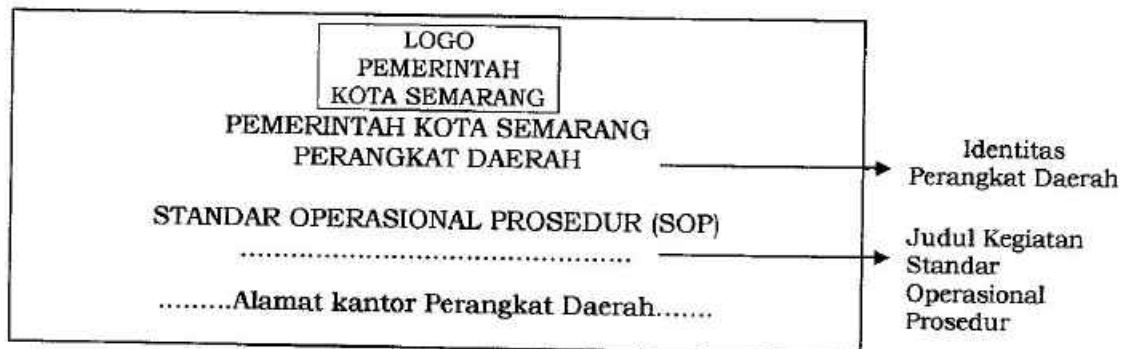 LOGO
PEMERINTAH
KOTA SEMARANG
PEMERINTAH KOTA SEMARANG
PERANGKAT DAERAH
Identitas
Perangkat Daerah
STANDAR OPERASIONAL PROSEDUR (SOP)
..........................................
Judul Kegiatan
Standar
Operasional
Prosedur
.........Alamat kantor Perangkat Daerah.......